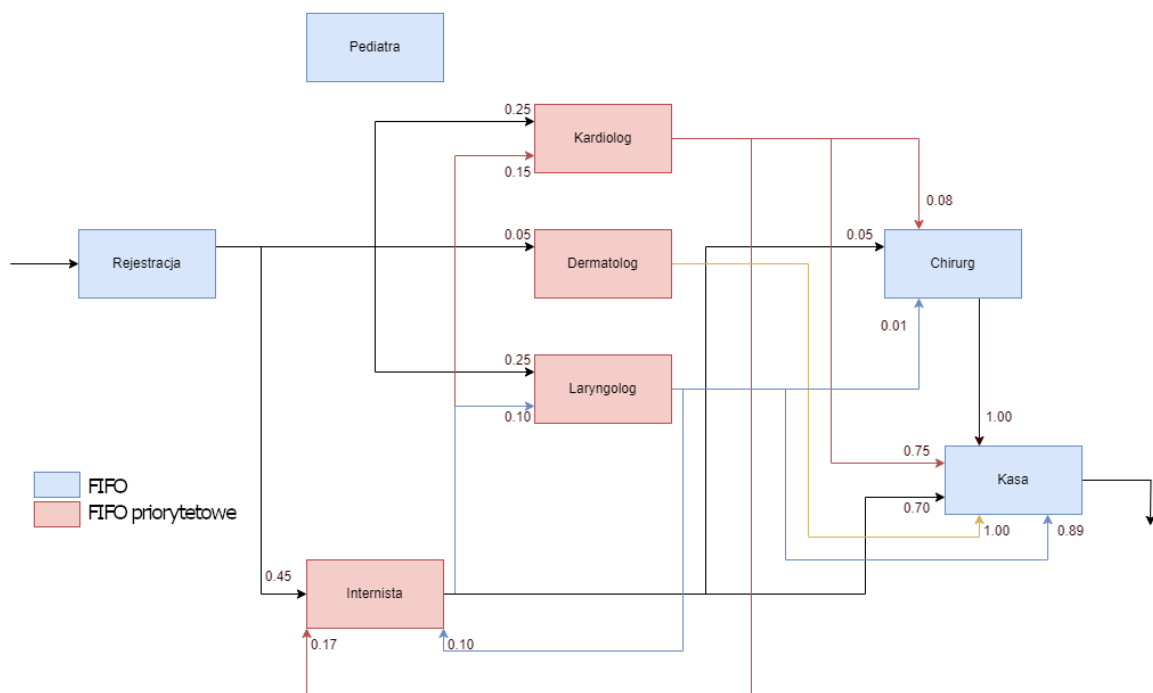 Pediatra
0.25
Kardiolog
0.15
0.08
Rejestracja
0.05
Dermatolog
0.05
Chirurg
0.01
0.25
Laryngolog
0.10
1.00
0.75
Kasa
0.70
1.00
0.89
FIFO
FIFO priorytetowe
0.45
Internista
0.17
0.10